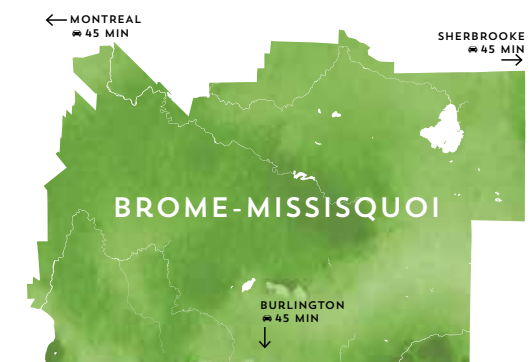 MONTREAL
45 MIN
SHERBROOKE
45 MIN
BROME-MISSISQUOI
BURLINGTON
45 MIN